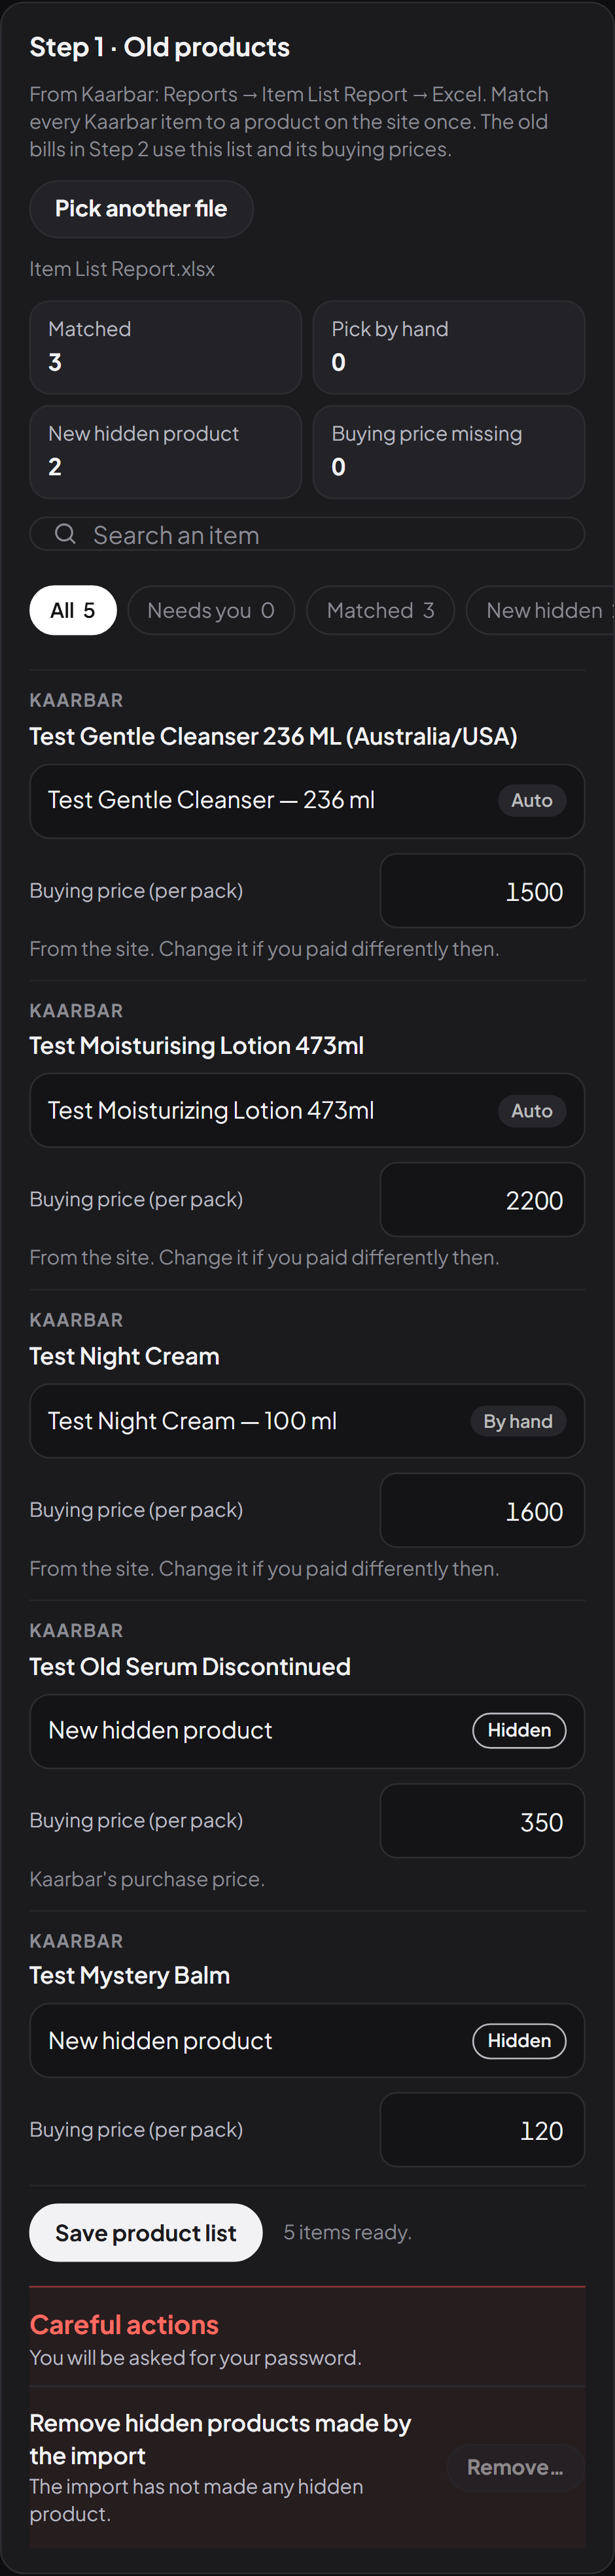 Step 1 · Old products
From Kaarbar: Reports → Item List Report → Excel. Match
every Kaarbar item to a product on the site once. The old
bills in Step 2 use this list and its buying prices.
Pick another file
Item List Report.xlsx
Matched
3
Pick by hand
0
New hidden product
2
Buying price missing
0
Search an item
All 5
Needs you 0
Matched 3
New hidden
KAARBAR
Test Gentle Cleanser 236 ML (Australia/USA)
Test Gentle Cleanser — 236 ml
Auto
Buying price (per pack)
1500
From the site. Change it if you paid differently then.
KAARBAR
Test Moisturising Lotion 473ml
Test Moisturizing Lotion 473ml
Auto
Buying price (per pack)
2200
From the site. Change it if you paid differently then.
KAARBAR
Test Night Cream
Test Night Cream — 100 ml
By hand
Buying price (per pack)
1600
From the site. Change it if you paid differently then.
KAARBAR
Test Old Serum Discontinued
New hidden product
Hidden
Buying price (per pack)
350
Kaarbar's purchase price.
KAARBAR
Test Mystery Balm
New hidden product
Hidden
Buying price (per pack)
120
Save product list
5 items ready.
Careful actions
You will be asked for your password.
Remove hidden products made by
the import
The import has not made any hidden
product.
Remove...